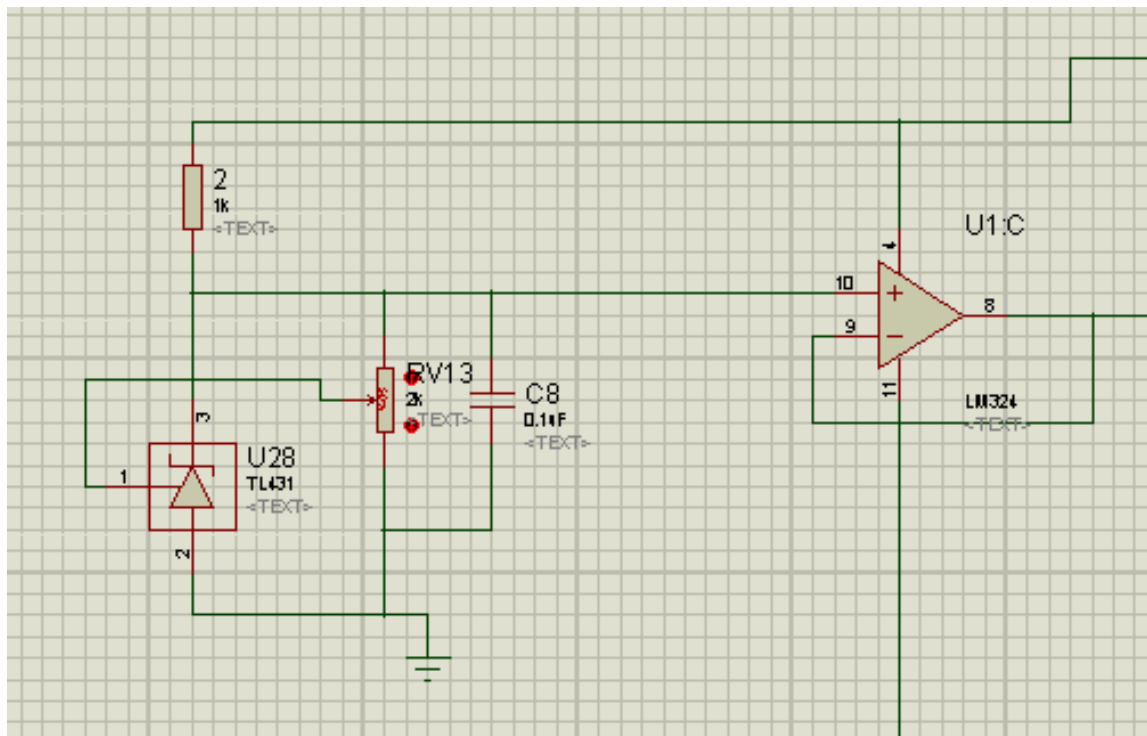 2
1k
<TEXT>
U1:C
4
10
9
8
11
LM324
<TEXT>
RV13
2k
<TEXT>
C8
0.1uF
<TEXT>
3
1
2
U28
TL431
<TEXT>